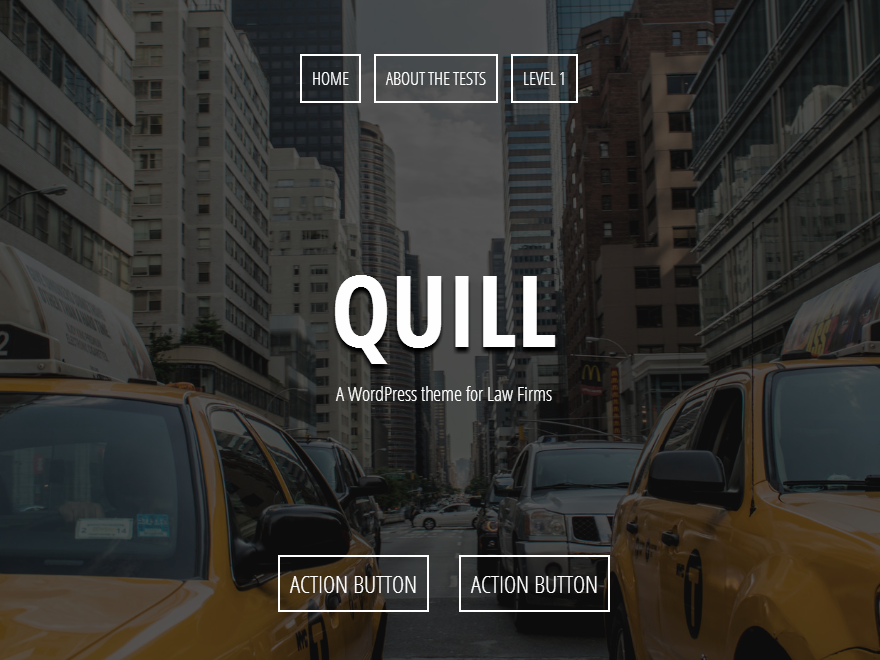 HOME
ABOUT THE TESTS
LEVEL 1
QUILL
A WordPress theme for Law Firms
ACTION BUTTON
ACTION BUTTON